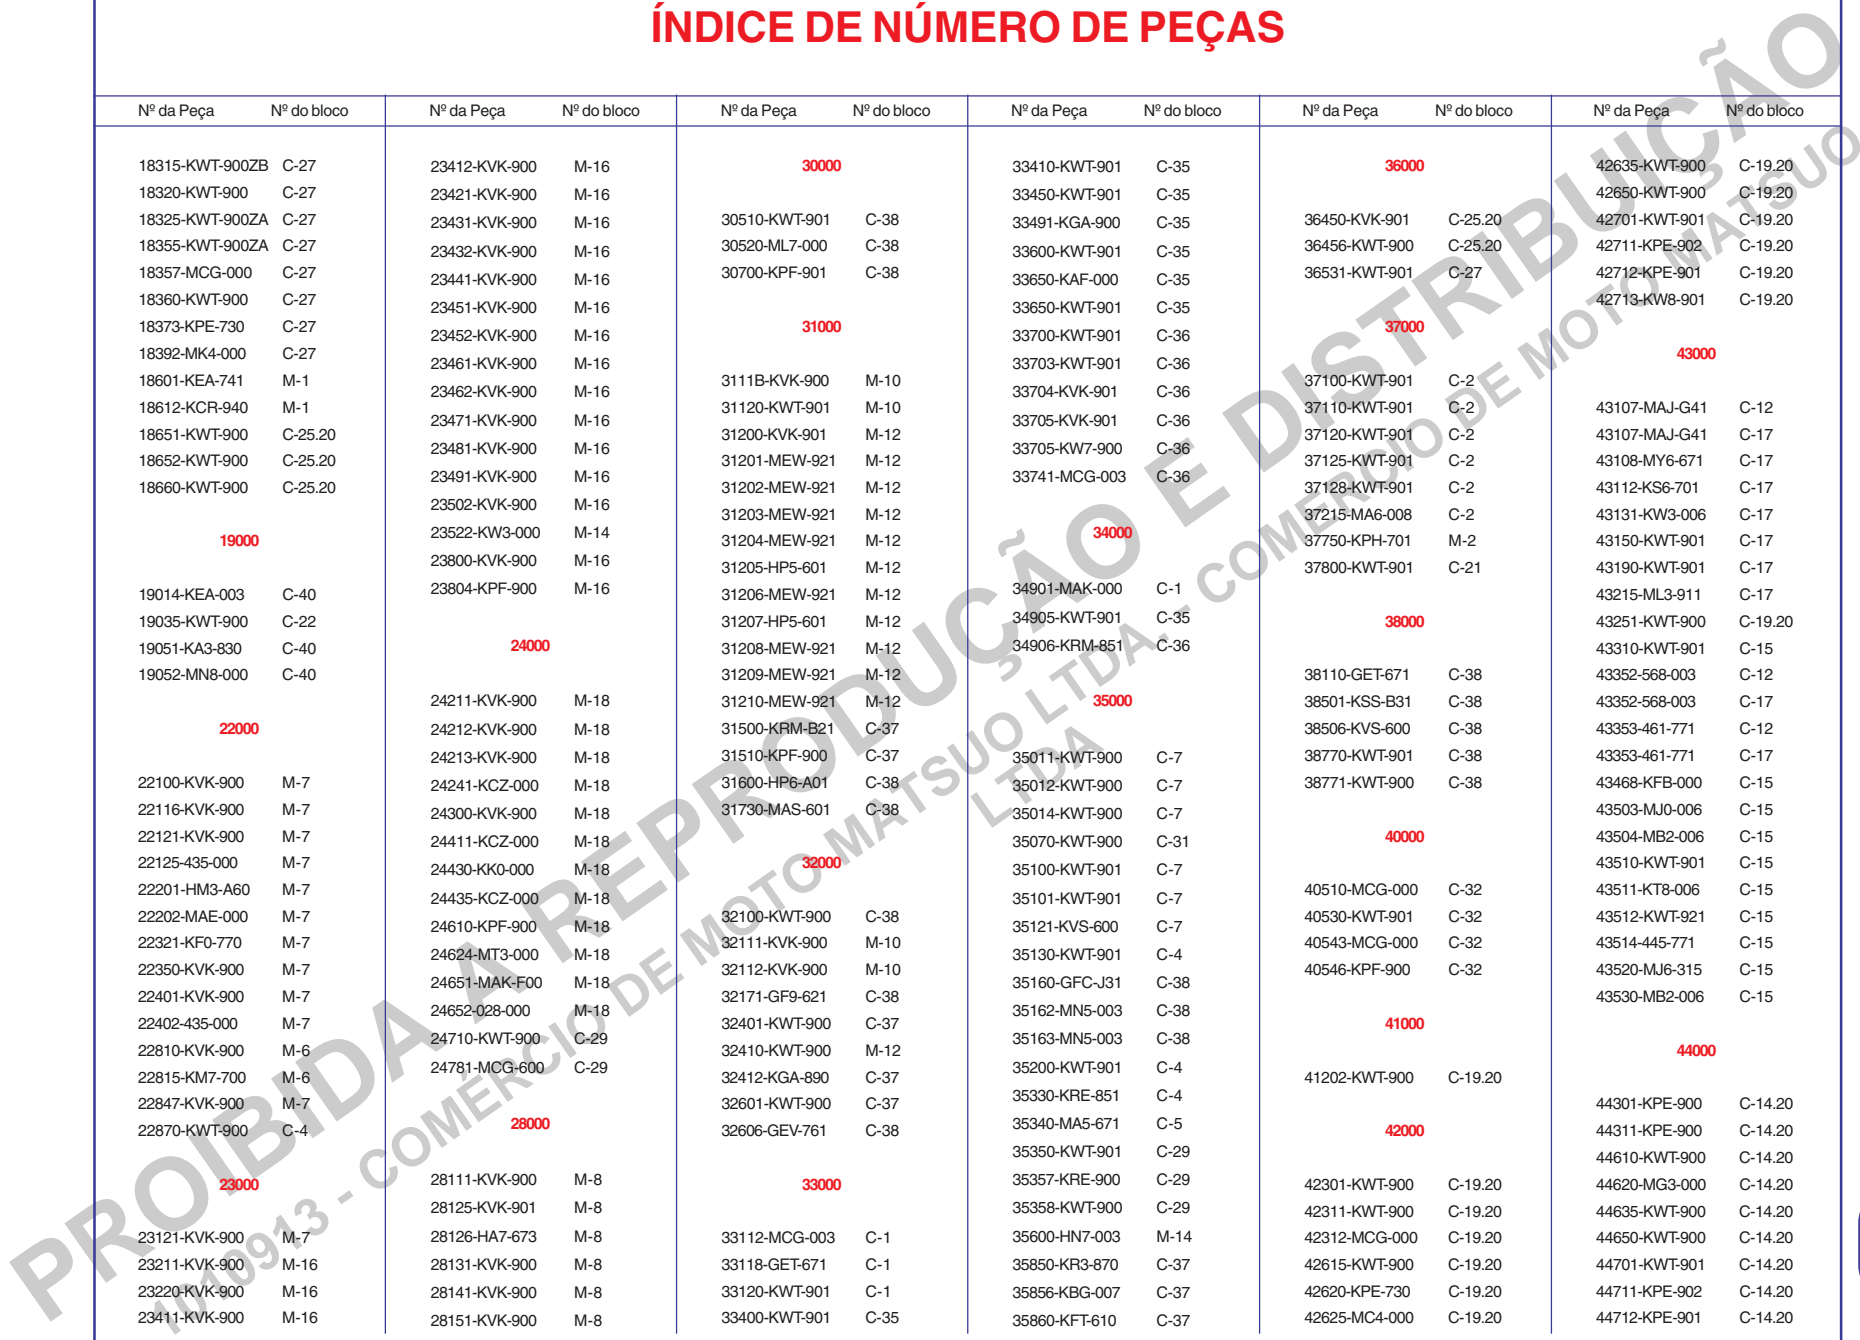 ÍNDICE DE NÚMERO DE PEÇAS
Nº da Peça Nº do bloco
18315-KWT-900ZB C-27
18320-KWT-900 C-27
18325-KWT-900ZA C-27
18355-KWT-900ZA C-27
18357-MCG-000 C-27
18360-KWT-900 C-27
18373-KPE-730 C-27
18392-MK4-000 C-27
18601-KEA-741 M-1
18612-KCR-940 M-1
18651-KWT-900 C-25.20
18652-KWT-900 C-25.20
18660-KWT-900 C-25.20
19000
19014-KEA-003 C-40
19035-KWT-900 C-22
19051-KA3-830 C-40
19052-MN8-000 C-40
22000
22100-KVK-900 M-7
22116-KVK-900 M-7
22121-KVK-900 M-7
22125-435-000 M-7
22201-HM3-A60 M-7
22202-MAE-000 M-7
22321-KF0-770 M-7
22350-KVK-900 M-7
22401-KVK-900 M-7
22402-435-000 M-7
22810-KVK-900 M-6
22815-KM7-700 M-6
22847-KVK-900 M-7
22870-KWT-900 C-4
23000
23121-KVK-900 M-7
23211-KVK-900 M-16
23220-KVK-900 M-16
23411-KVK-900 M-16
Nº da Peça Nº do bloco
23412-KVK-900 M-16
23421-KVK-900 M-16
23431-KVK-900 M-16
23432-KVK-900 M-16
23441-KVK-900 M-16
23451-KVK-900 M-16
23452-KVK-900 M-16
23461-KVK-900 M-16
23462-KVK-900 M-16
23471-KVK-900 M-16
23481-KVK-900 M-16
23491-KVK-900 M-16
23502-KVK-900 M-16
23522-KW3-000 M-14
23800-KVK-900 M-16
23804-KPF-900 M-16
24000
24211-KVK-900 M-18
24212-KVK-900 M-18
24213-KVK-900 M-18
24241-KCZ-000 M-18
24300-KVK-900 M-18
24411-KCZ-000 M-18
24430-KK0-000 M-18
24435-KCZ-000 M-18
24610-KPF-900 M-18
24624-MT3-000 M-18
24651-MAK-F00 M-18
24652-028-000 M-18
24710-KWT-900 C-29
24781-MCG-600 C-29
28000
28111-KVK-900 M-8
28125-KVK-901 M-8
28126-HA7-673 M-8
28131-KVK-900 M-8
28141-KVK-900 M-8
28151-KVK-900 M-8
Nº da Peça Nº do bloco
30000
30510-KWT-901 C-38
30520-ML7-000 C-38
30700-KPF-901 C-38
31000
3111B-KVK-900 M-10
31120-KWT-901 M-10
31200-KVK-901 M-12
31201-MEW-921 M-12
31202-MEW-921 M-12
31203-MEW-921 M-12
31204-MEW-921 M-12
31205-HP5-601 M-12
31206-MEW-921 M-12
31207-HP5-601 M-12
31208-MEW-921 M-12
31209-MEW-921 M-12
31210-MEW-921 M-12
31500-KRM-B21 C-37
31510-KPF-900 C-37
31600-HP6-A01 C-38
31730-MAS-601 C-38
32000
32100-KWT-900 C-38
32111-KVK-900 M-10
32112-KVK-900 M-10
32171-GF9-621 C-38
32401-KWT-900 C-37
32410-KWT-900 M-12
32412-KGA-890 C-37
32601-KWT-900 C-37
32606-GEV-761 C-38
33000
33112-MCG-003 C-1
33118-GET-671 C-1
33120-KWT-901 C-1
33400-KWT-901 C-35
Nº da Peça Nº do bloco
33410-KWT-901 C-35
33450-KWT-901 C-35
33491-KGA-900 C-35
33600-KWT-901 C-35
33650-KAF-000 C-35
33650-KWT-901 C-35
33700-KWT-901 C-36
33703-KWT-901 C-36
33704-KVK-901 C-36
33705-KVK-901 C-36
33705-KW7-900 C-36
33741-MCG-003 C-36
34000
34901-MAK-000 C-1
34905-KWT-901 C-35
34906-KRM-851 C-36
35000
35011-KWT-900 C-7
35012-KWT-900 C-7
35014-KWT-900 C-7
35070-KWT-900 C-31
35100-KWT-901 C-7
35101-KWT-901 C-7
35121-KVS-600 C-7
35130-KWT-901 C-4
35160-GFC-J31 C-38
35162-MN5-003 C-38
35163-MN5-003 C-38
35200-KWT-901 C-4
35330-KRE-851 C-4
35340-MA5-671 C-5
35350-KWT-901 C-29
35357-KRE-900 C-29
35358-KWT-900 C-29
35600-HN7-003 M-14
35850-KR3-870 C-37
35856-KBG-007 C-37
35860-KFT-610 C-37
Nº da Peça Nº do bloco
36000
36450-KVK-901 C-25.20
36456-KWT-900 C-25.20
36531-KWT-901 C-27
37000
37100-KWT-901 C-2
37110-KWT-901 C-2
37120-KWT-901 C-2
37125-KWT-901 C-2
37128-KWT-901 C-2
37215-MA6-008 C-2
37750-KPH-701 M-2
37800-KWT-901 C-21
38000
38110-GET-671 C-38
38501-KSS-B31 C-38
38506-KVS-600 C-38
38770-KWT-901 C-38
38771-KWT-900 C-38
40000
40510-MCG-000 C-32
40530-KWT-901 C-32
40543-MCG-000 C-32
40546-KPF-900 C-32
41000
41202-KWT-900 C-19.20
42000
42301-KWT-900 C-19.20
42311-KWT-900 C-19.20
42312-MCG-000 C-19.20
42615-KWT-900 C-19.20
42620-KPE-730 C-19.20
42625-MC4-000 C-19.20
Nº da Peça Nº do bloco
42635-KWT-900 C-19.20
42650-KWT-900 C-19.20
42701-KWT-901 C-19.20
42711-KPE-902 C-19.20
42712-KPE-901 C-19.20
42713-KW8-901 C-19.20
43000
43107-MAJ-G41 C-12
43107-MAJ-G41 C-17
43108-MY6-671 C-17
43112-KS6-701 C-17
43131-KW3-006 C-17
43150-KWT-901 C-17
43190-KWT-901 C-17
43215-ML3-911 C-17
43251-KWT-900 C-19.20
43310-KWT-901 C-15
43352-568-003 C-12
43352-568-003 C-17
43353-461-771 C-12
43353-461-771 C-17
43468-KFB-000 C-15
43503-MJ0-006 C-15
43504-MB2-006 C-15
43510-KWT-901 C-15
43511-KT8-006 C-15
43512-KWT-921 C-15
43514-445-771 C-15
43520-MJ6-315 C-15
43530-MB2-006 C-15
44000
44301-KPE-900 C-14.20
44311-KPE-900 C-14.20
44610-KWT-900 C-14.20
44620-MG3-000 C-14.20
44635-KWT-900 C-14.20
44650-KWT-900 C-14.20
44701-KWT-901 C-14.20
44711-KPE-902 C-14.20
44712-KPE-901 C-14.20
PROIBIDA A REPRODUÇÃO E DISTRIBUIÇÃO
1010913 - COMÉRCIO DE MOTO MATSUO LTDA. - COMERCIO DE MOTO MATSUO
LTDA